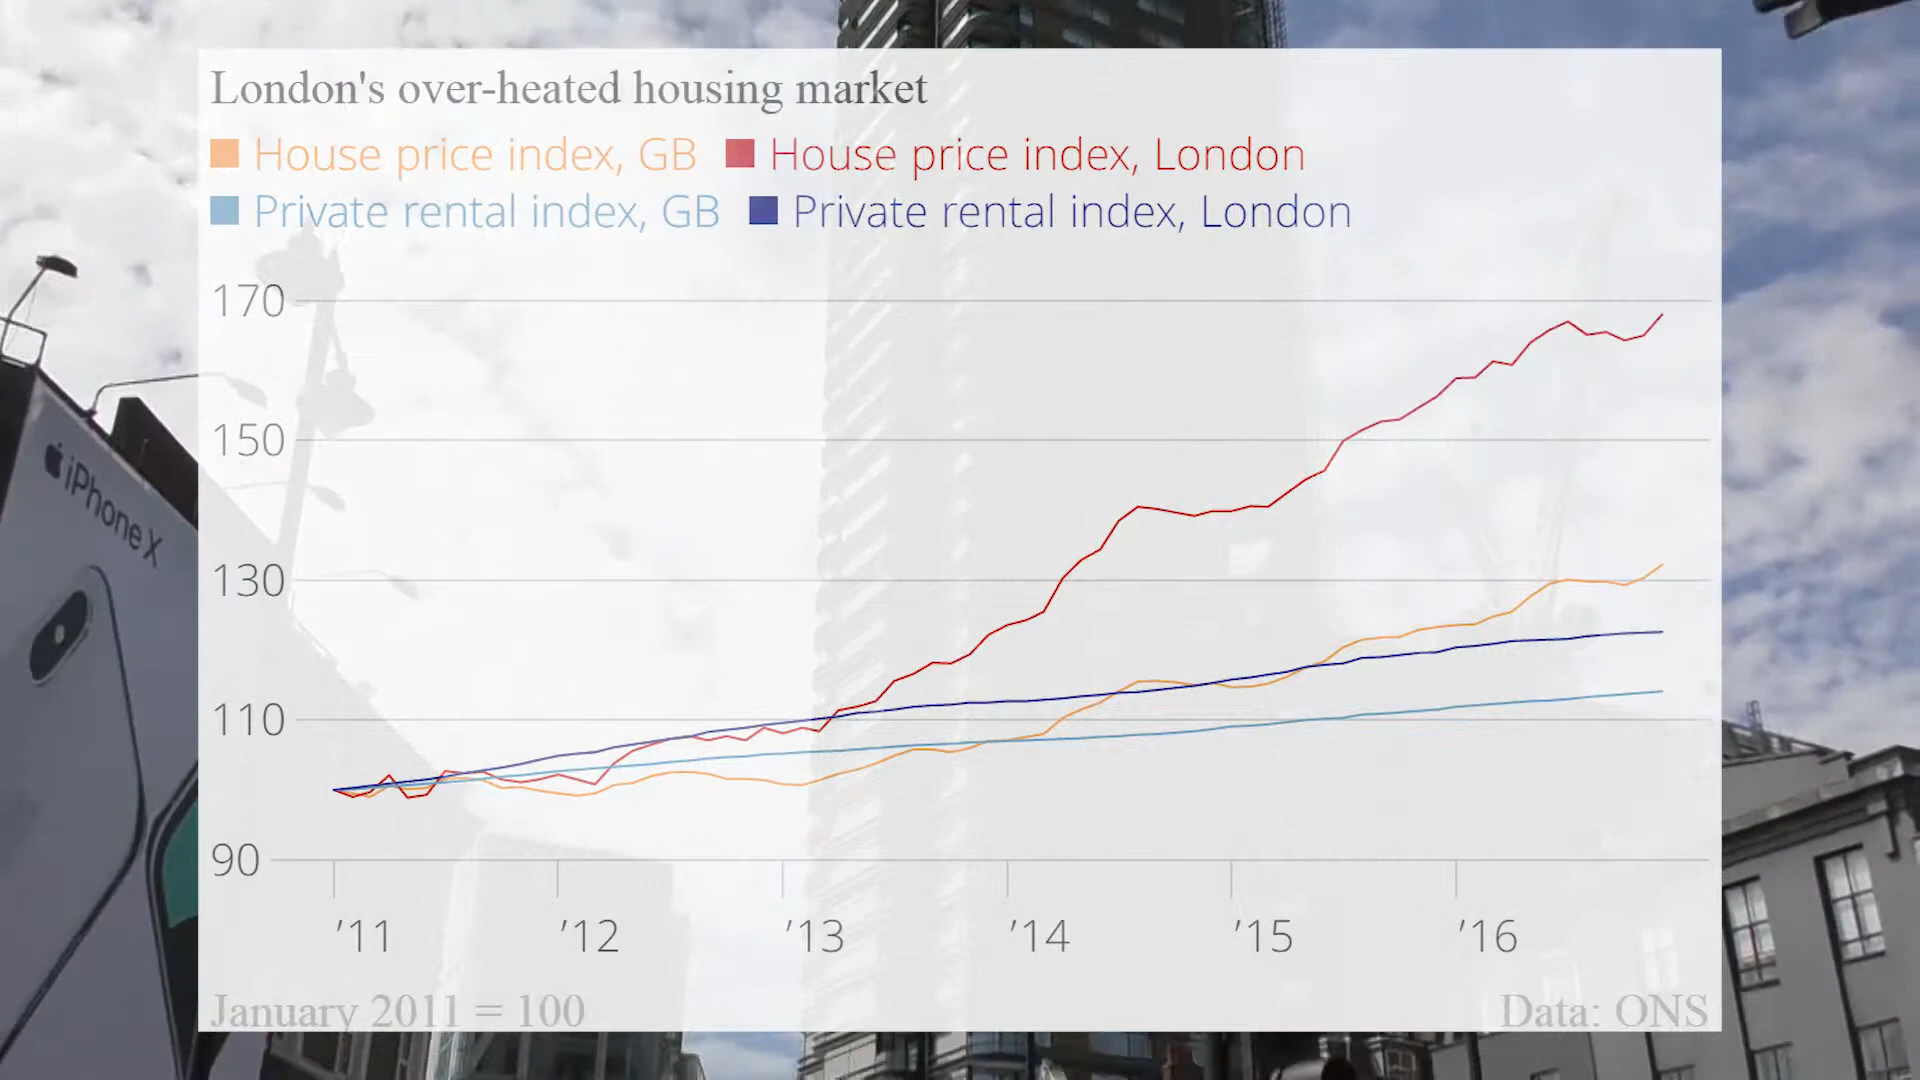 London's over-heated housing market
House price index, GB House price index, London
Private rental index, GB Private rental index, London
170
150
130
110
90
’11 ’12 ’13 ’14 ’15 ’16
January 2011 = 100 Data: ONS
iPhone X